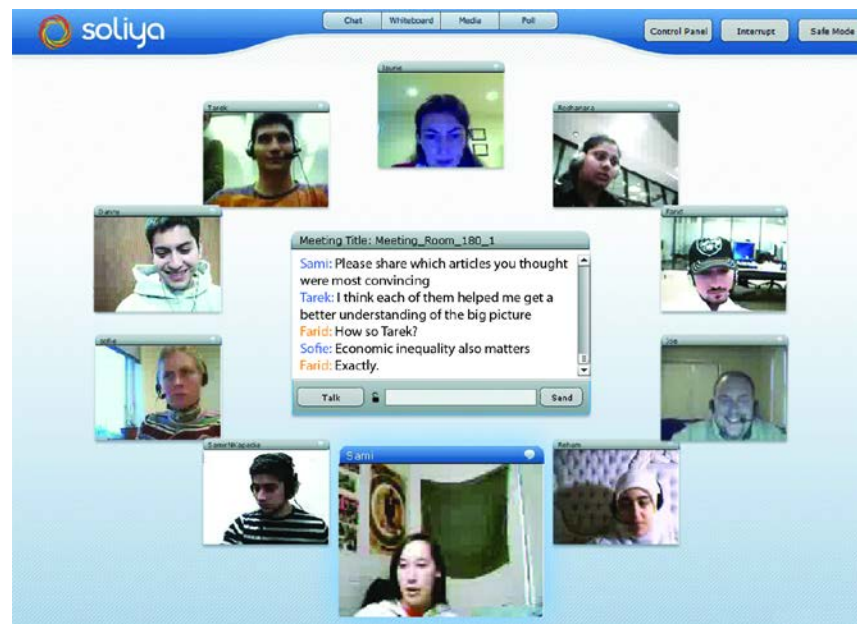 soliya
Chat Whiteboard Media Poll
Control Panel Interrupt Safe Mode
Tarek
Roshanara
Farid
sofie
Joe
Meeting Title: Meeting_Room_180_1
Sami: Please share which articles you thought
were most convincing
Tarek: I think each of them helped me get a
better understanding of the big picture
Farid: How so Tarek?
Sofie: Economic inequality also matters
Farid: Exactly.
Talk Send
Sami
Reham